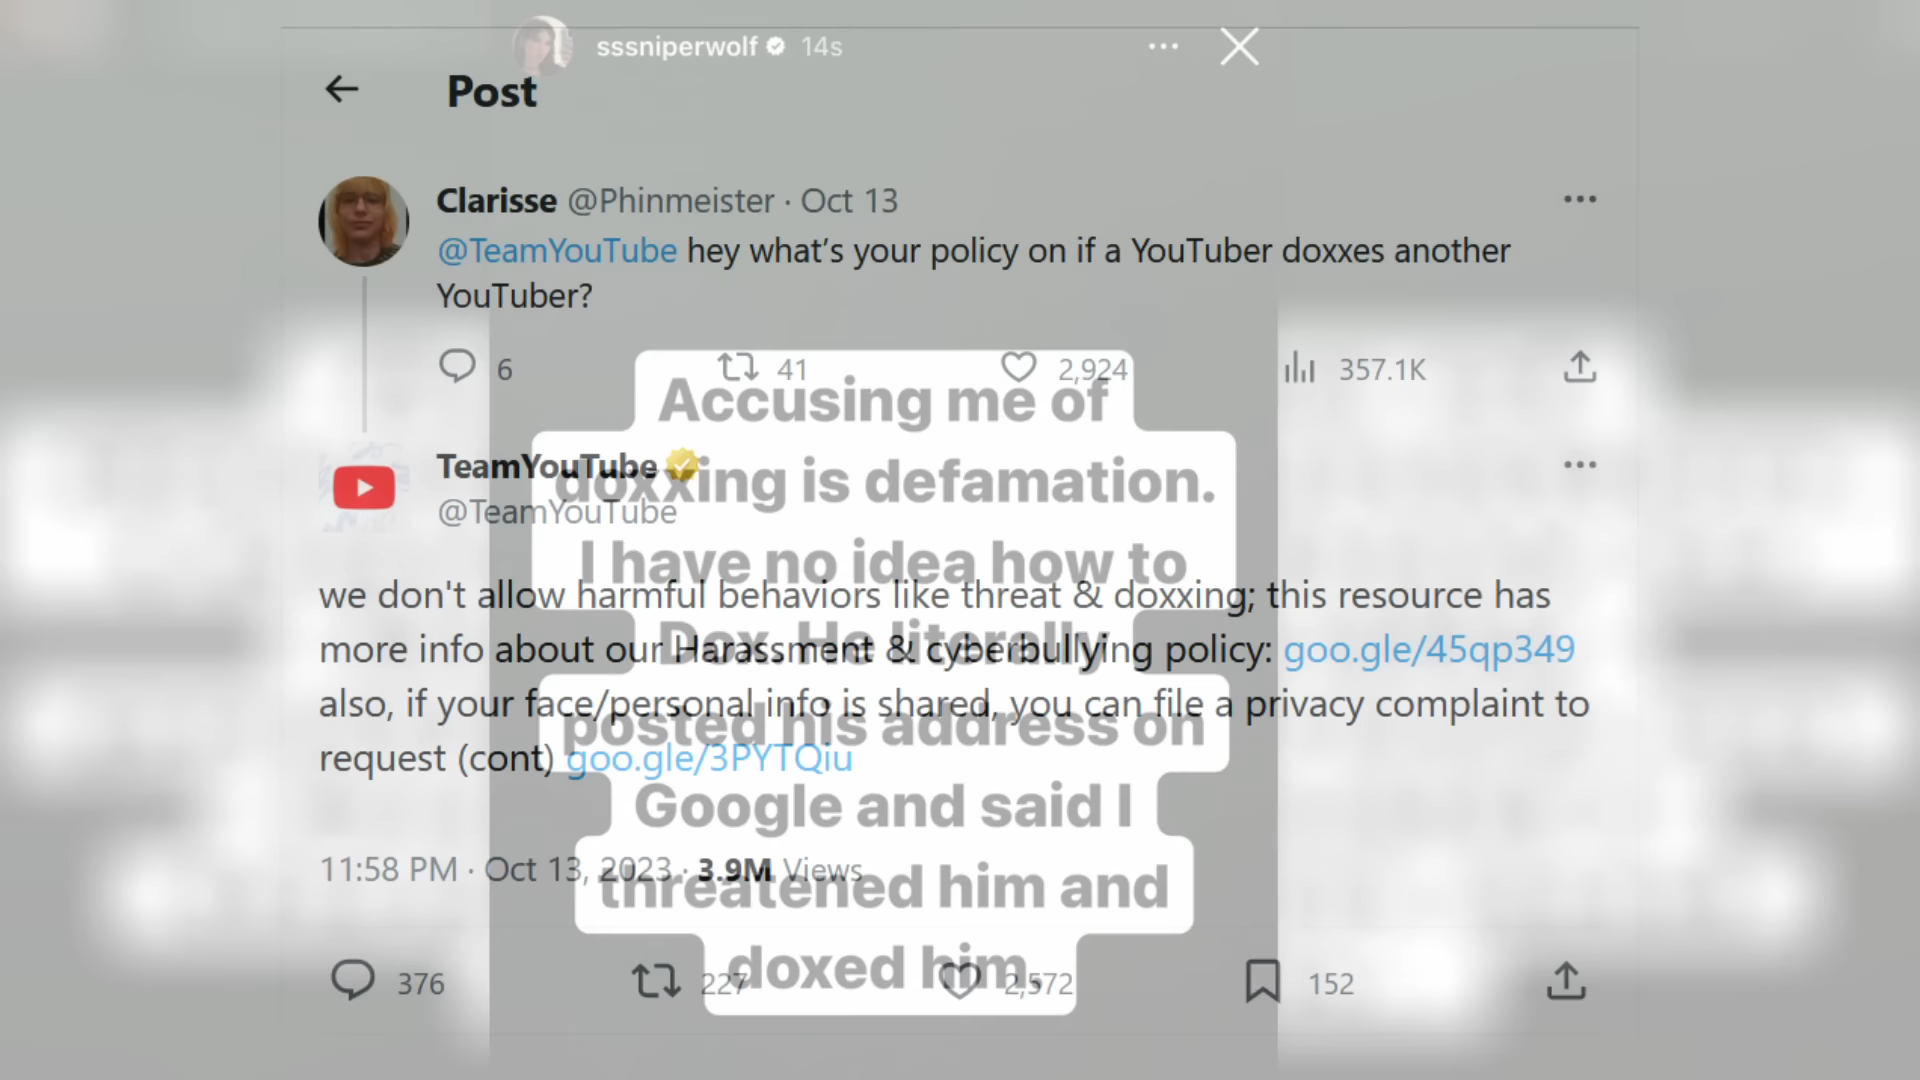 sssniperwolf 14s
Post
Clarisse @Phinmeister · Oct 13
@TeamYouTube hey what's your policy on if a YouTuber doxxes another
YouTuber?
6 41 2,924 357.1K
TeamYouTube
@TeamYouTube
we don't allow harmful behaviors like threat & doxxing; this resource has
more info about our Harassment & cyberbullying policy: goo.gle/45qp349
also, if your face/personal info is shared, you can file a privacy complaint to
request (cont) goo.gle/3PYTQiu
11:58 PM · Oct 13, 2023 · 3.9M Views
376 227 2,572 152
Accusing me of
doxxing is defamation.
I have no idea how to
Dox. He literally
posted his address on
Google and said I
threatened him and
doxed him.